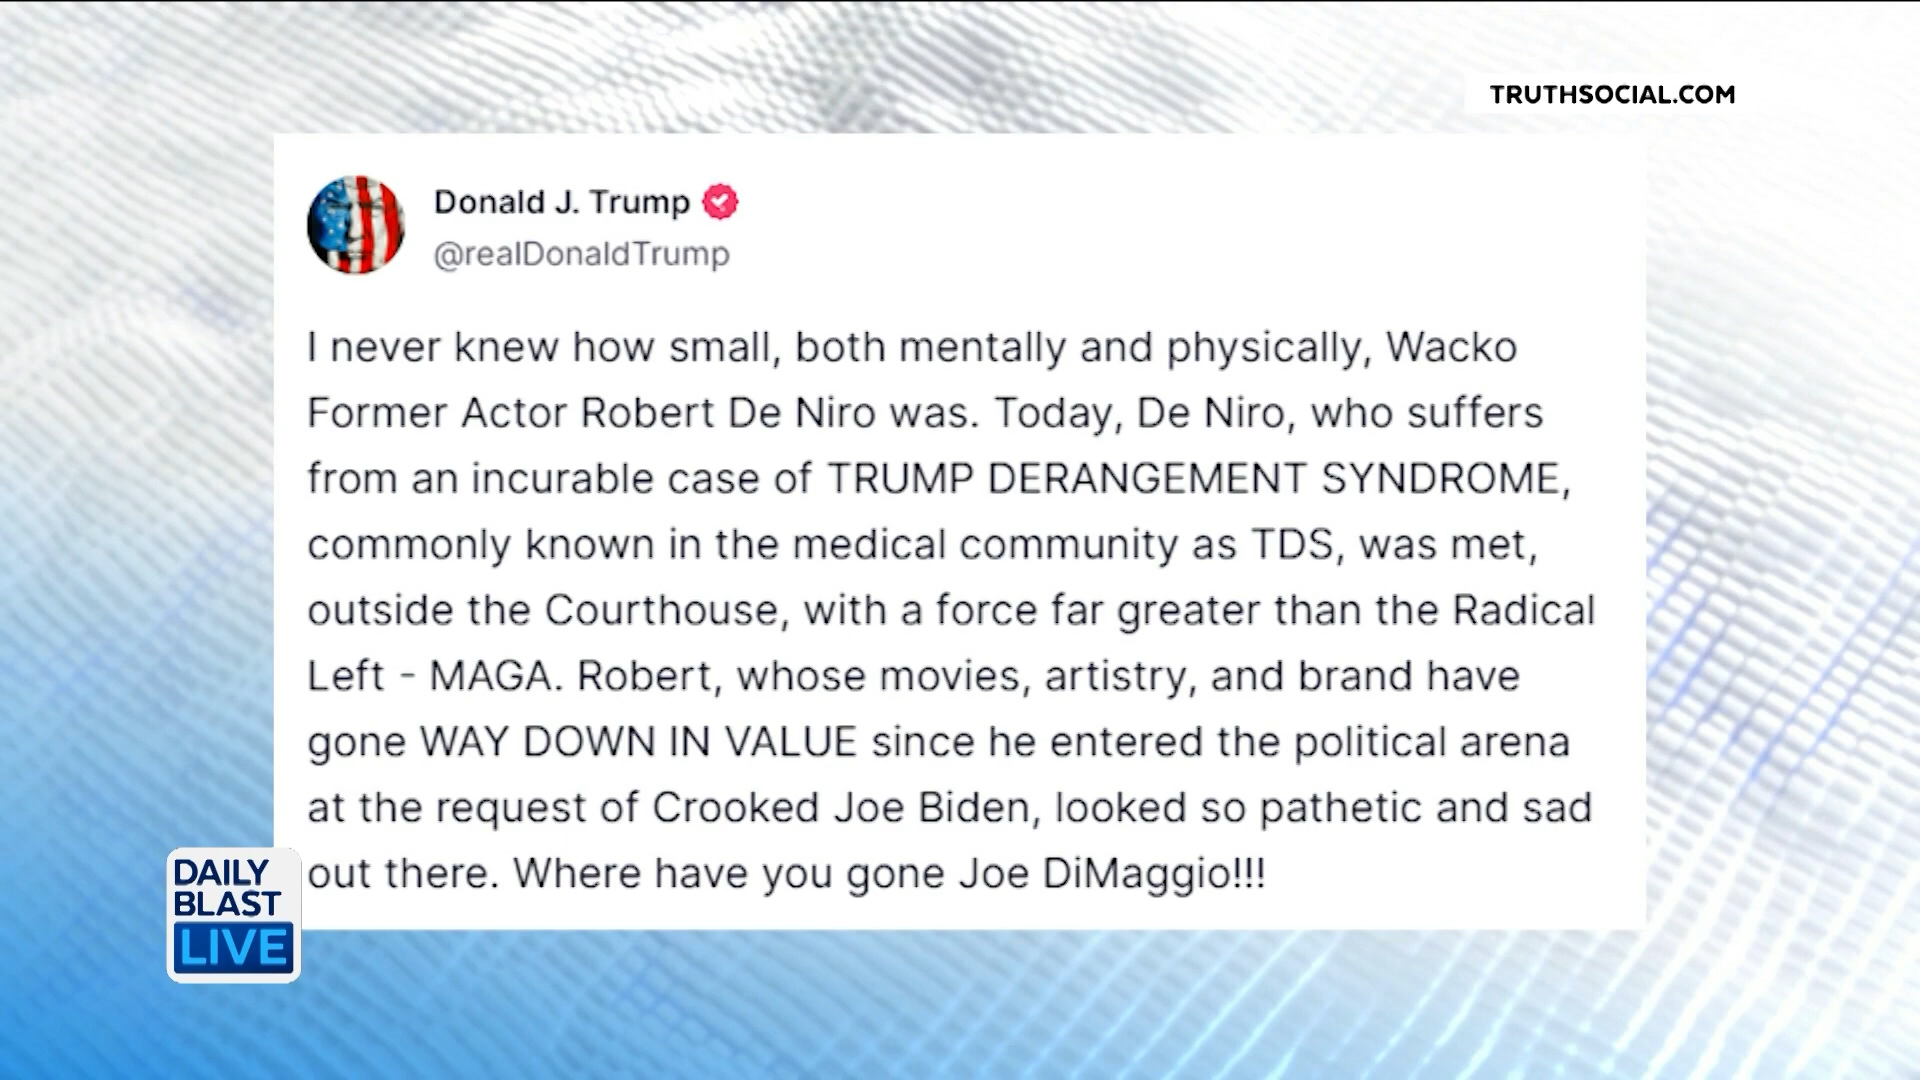 TRUTHSOCIAL.COM
Donald J. Trump
@realDonaldTrump
I never knew how small, both mentally and physically, Wacko
Former Actor Robert De Niro was. Today, De Niro, who suffers
from an incurable case of TRUMP DERANGEMENT SYNDROME,
commonly known in the medical community as TDS, was met,
outside the Courthouse, with a force far greater than the Radical
Left - MAGA. Robert, whose movies, artistry, and brand have
gone WAY DOWN IN VALUE since he entered the political arena
at the request of Crooked Joe Biden, looked so pathetic and sad
out there. Where have you gone Joe DiMaggio!!!
DAILY
BLAST
LIVE